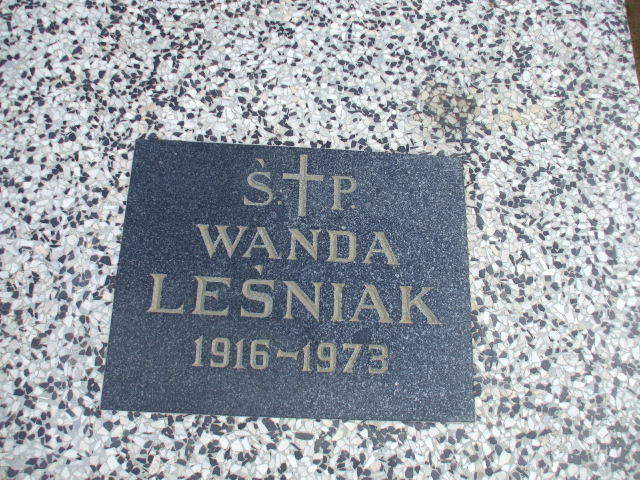 Ś.†P.
WANDA
LEŚNIAK
1916-1973